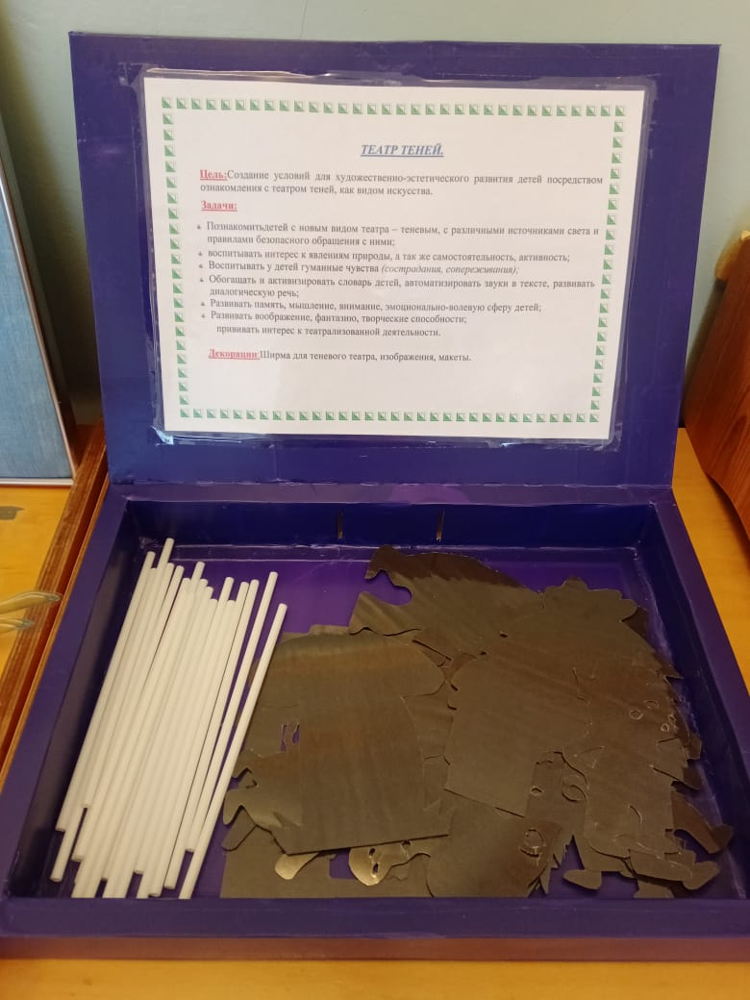 ТЕАТР ТЕНЕЙ.
Цель:Создание условий для художественно-эстетического развития детей посредством
ознакомления с театром теней, как видом искусства.
Задачи:
Познакомитьдетей с новым видом театра – теневым, с различными источниками света и
правилами безопасного обращения с ними;
воспитывать интерес к явлениям природы, а так же самостоятельность, активность;
Воспитывать у детей гуманные чувства (сострадания, сопереживания);
Обогащать и активизировать словарь детей, автоматизировать звуки в тексте, развивать
диалогическую речь;
Развивать память, мышление, внимание, эмоционально-волевую сферу детей;
Развивать воображение, фантазию, творческие способности;
прививать интерес к театрализованной деятельности.
Декорации:Ширма для теневого театра, изображения, макеты.